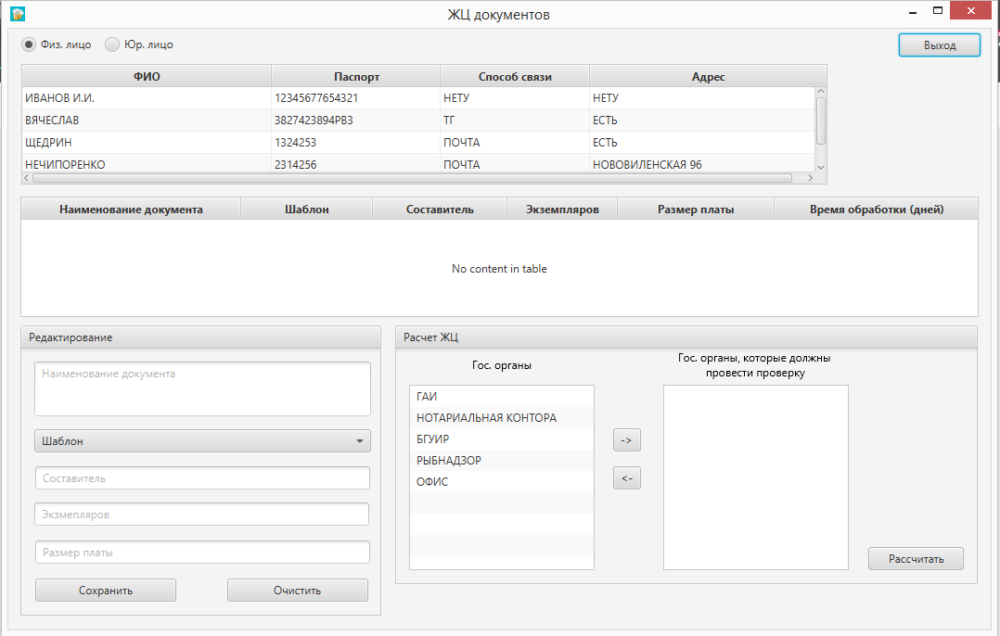 ЖЦ документов
Физ. лицо Юр. лицо Выход
ФИО Паспорт Способ связи Адрес
ИВАНОВ И.И. 12345677654321 НЕТУ НЕТУ
ВЯЧЕСЛАВ 3827423894РВ3 ТГ ЕСТЬ
ЩЕДРИН 1324253 ПОЧТА ЕСТЬ
НЕЧИПОРЕНКО 2314256 ПОЧТА НОВОВИЛЕНСКАЯ 96
Наименование документа Шаблон Составитель Экземпляров Размер платы Время обработки (дней)
No content in table
Редактирование
Наименование документа
Шаблон
Составитель
Экзмепляров
Размер платы
Сохранить Очистить
Расчет ЖЦ
Гос. органы
ГАИ
НОТАРИАЛЬНАЯ КОНТОРА
БГУИР
РЫБНАДЗОР
ОФИС
->
<-
Гос. органы, которые должны
провести проверку
Рассчитать